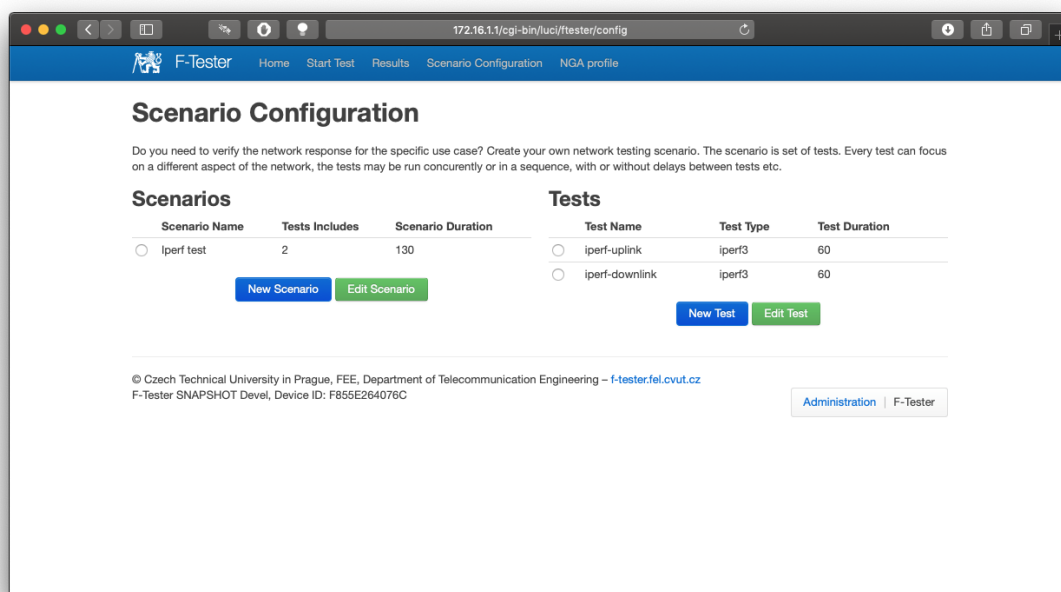 172.16.1.1/cgi-bin/luci/ftester/config
F-Tester Home Start Test Results Scenario Configuration NGA profile
Scenario Configuration
Do you need to verify the network response for the specific use case? Create your own network testing scenario. The scenario is set of tests. Every test can focus
on a different aspect of the network, the tests may be run concurently or in a sequence, with or without delays between tests etc.
Scenarios
Scenario Name Tests Includes Scenario Duration
Iperf test 2 130
New Scenario Edit Scenario
Tests
Test Name Test Type Test Duration
iperf-uplink iperf3 60
iperf-downlink iperf3 60
New Test Edit Test
© Czech Technical University in Prague, FEE, Department of Telecommunication Engineering – f-tester.fel.cvut.cz
F-Tester SNAPSHOT Devel, Device ID: F855E264076C
Administration | F-Tester